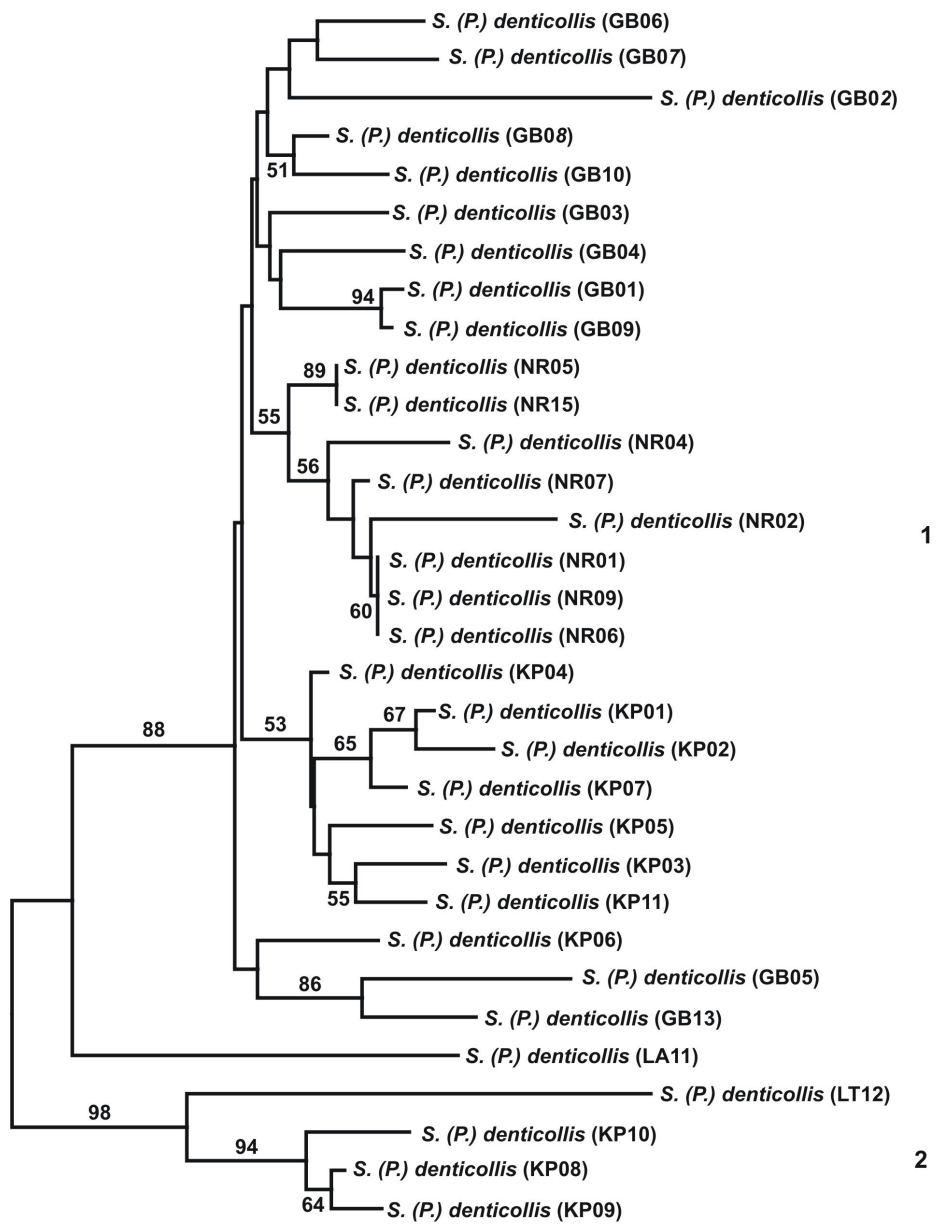 S. (P.) denticollis (GB06)
S. (P.) denticollis (GB07)
S. (P.) denticollis (GB02)
S. (P.) denticollis (GB08)
51
S. (P.) denticollis (GB10)
S. (P.) denticollis (GB03)
S. (P.) denticollis (GB04)
94
S. (P.) denticollis (GB01)
S. (P.) denticollis (GB09)
89
S. (P.) denticollis (NR05)
S. (P.) denticollis (NR15)
55
S. (P.) denticollis (NR04)
56
S. (P.) denticollis (NR07)
S. (P.) denticollis (NR02)
1
S. (P.) denticollis (NR01)
S. (P.) denticollis (NR09)
60
S. (P.) denticollis (NR06)
S. (P.) denticollis (KP04)
67
S. (P.) denticollis (KP01)
88
53
65
S. (P.) denticollis (KP02)
S. (P.) denticollis (KP07)
S. (P.) denticollis (KP05)
S. (P.) denticollis (KP03)
55
S. (P.) denticollis (KP11)
S. (P.) denticollis (KP06)
86
S. (P.) denticollis (GB05)
S. (P.) denticollis (GB13)
S. (P.) denticollis (LA11)
S. (P.) denticollis (LT12)
98
94
S. (P.) denticollis (KP10)
2
S. (P.) denticollis (KP08)
64
S. (P.) denticollis (KP09)